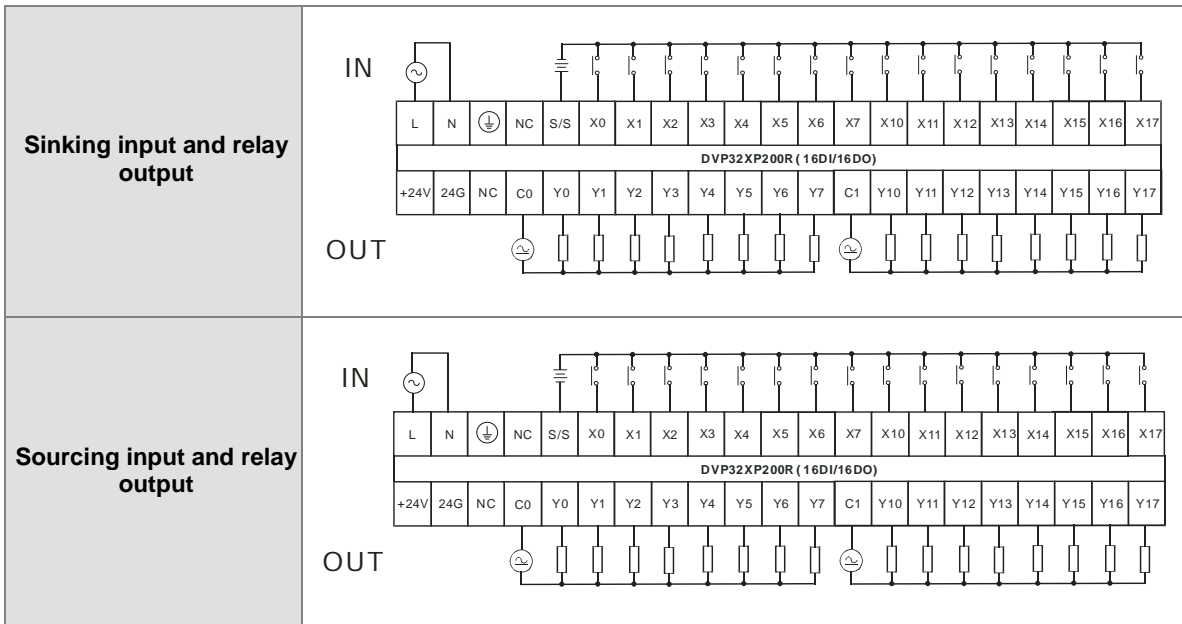 Sinking input and relay
output
IN
L N NC S/S X0 X1 X2 X3 X4 X5 X6 X7 X10 X11 X12 X13 X14 X15 X16 X17
DVP32XP200R ( 16DI/16DO)
+24V 24G NC C0 Y0 Y1 Y2 Y3 Y4 Y5 Y6 Y7 C1 Y10 Y11 Y12 Y13 Y14 Y15 Y16 Y17
OUT
Sourcing input and relay
output
IN
L N NC S/S X0 X1 X2 X3 X4 X5 X6 X7 X10 X11 X12 X13 X14 X15 X16 X17
DVP32XP200R ( 16DI/16DO)
+24V 24G NC C0 Y0 Y1 Y2 Y3 Y4 Y5 Y6 Y7 C1 Y10 Y11 Y12 Y13 Y14 Y15 Y16 Y17
OUT